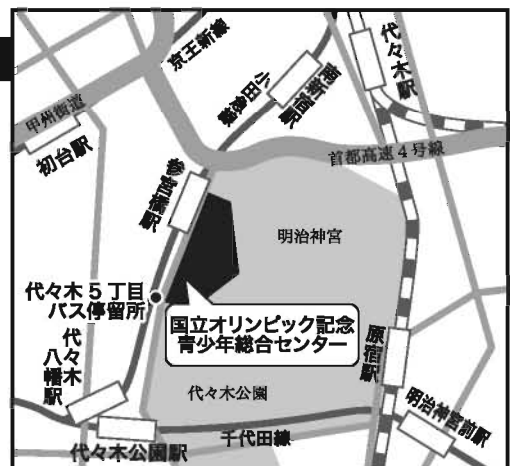 京王新線
代々木駅
南新宿駅
小田急線
甲州街道
初台駅
首都高速4号線
参宮橋駅
明治神宮
代々木5丁目
バス停留所
国立オリンピック記念
青少年総合センター
代々木
八幡駅
原宿駅
代々木公園
明治神宮前駅
千代田線
代々木公園駅